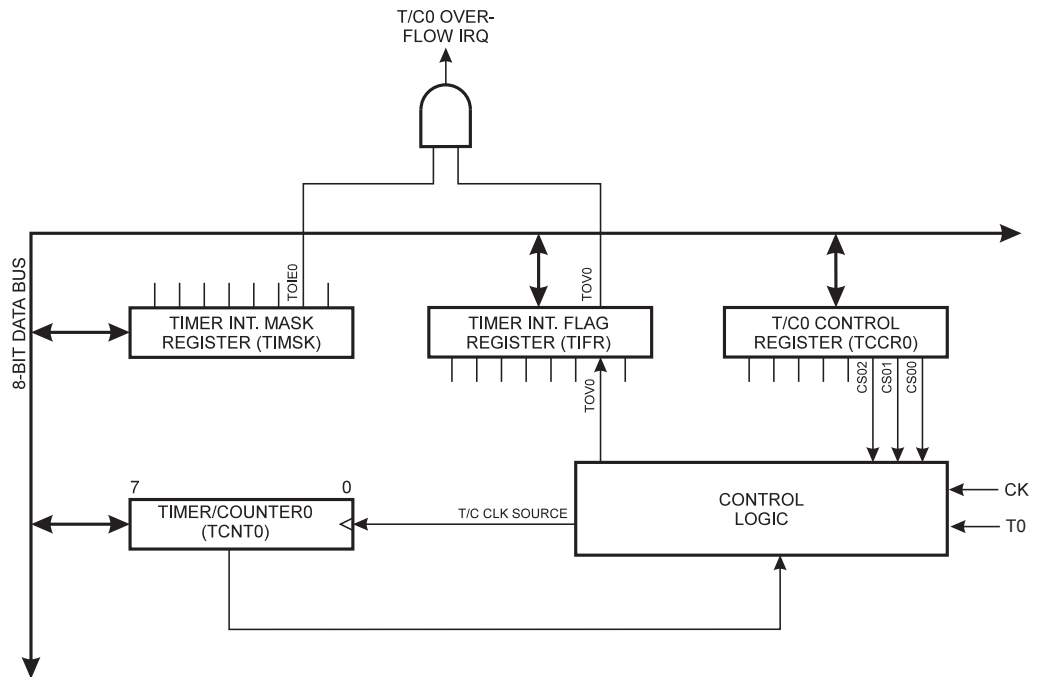 T/C0 OVER-
FLOW IRQ
8-BIT DATA BUS
TOIE0
TOV0
TIMER INT. MASK
REGISTER (TIMSK)
TIMER INT. FLAG
REGISTER (TIFR)
T/C0 CONTROL
REGISTER (TCCR0)
TOV0
CS02
CS01
CS00
7
0
TIMER/COUNTER0
(TCNT0)
T/C CLK SOURCE
CONTROL
LOGIC
CK
T0